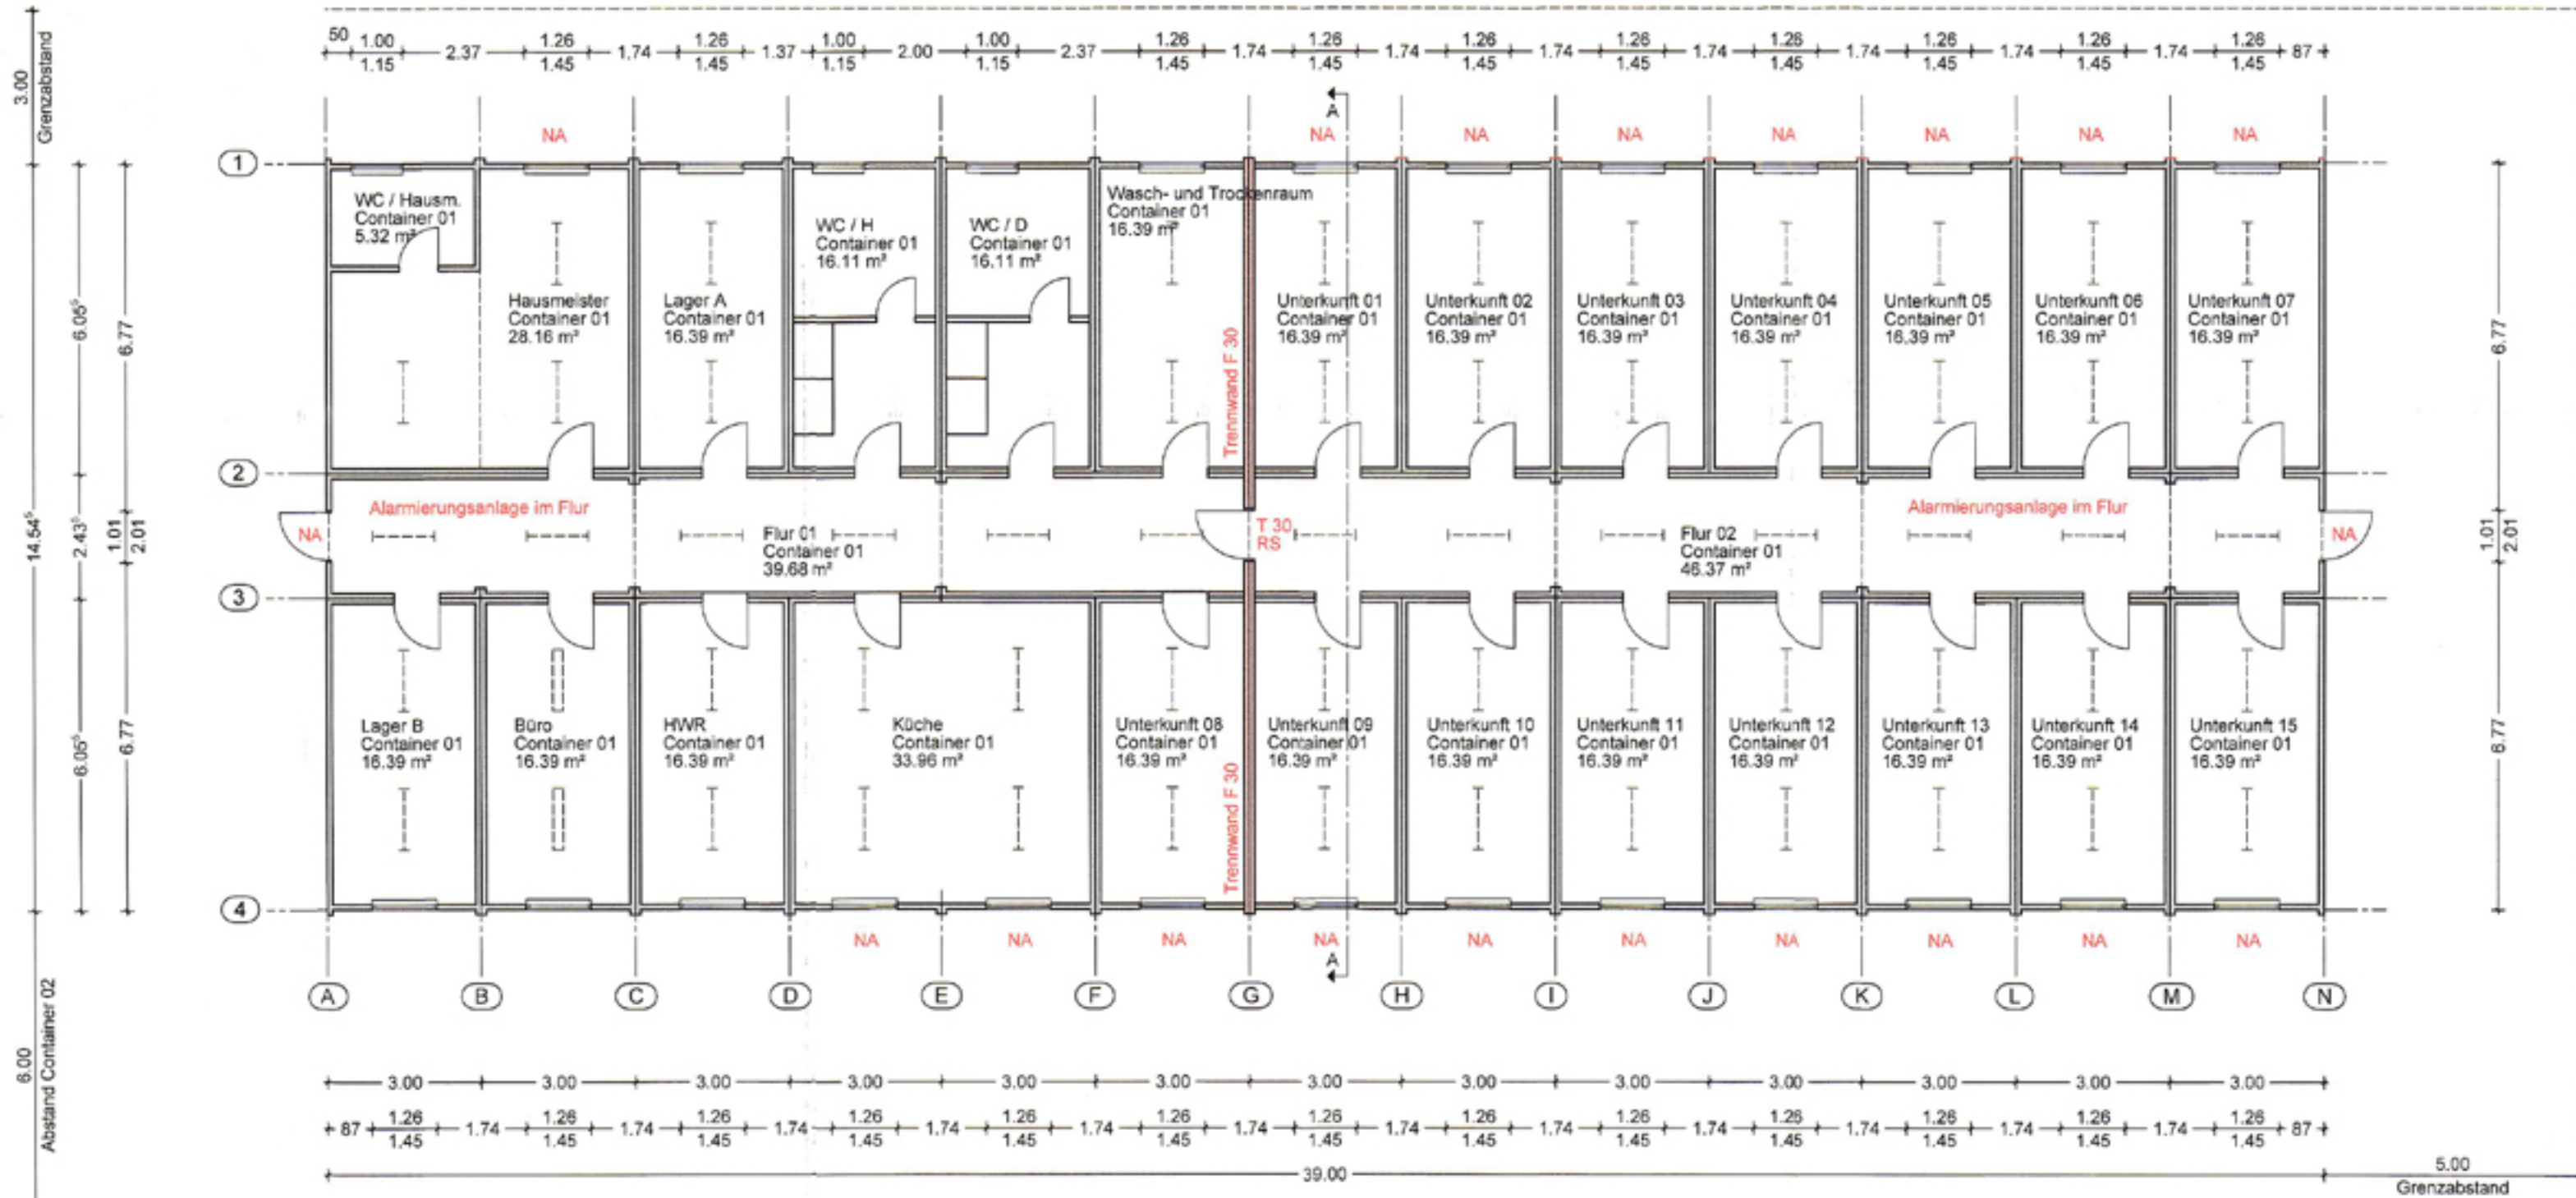 50 1.00 2.37 1.26 1.74 1.26 1.37 1.00 2.00 1.00 2.37 1.26 1.74 1.26 1.74 1.26 1.74 1.26 1.74 1.26 1.74 1.26 1.74 1.26 1.74 1.26 87
1.15 1.45 1.45 1.15 1.15 1.45 1.45 1.45 1.45 1.45 1.45 1.45 1.45
3.00
Grenzabstand
A
NA NA NA NA NA NA NA NA
1
WC / Hausm.
Container 01
5.32 m²
Hausmeister
Container 01
28.16 m²
Lager A
Container 01
16.39 m²
WC / H
Container 01
16.11 m²
WC / D
Container 01
16.11 m²
Wasch- und Trockenraum
Container 01
16.39 m²
Trennwand F 30
Unterkunft 01
Container 01
16.39 m²
Unterkunft 02
Container 01
16.39 m²
Unterkunft 03
Container 01
16.39 m²
Unterkunft 04
Container 01
16.39 m²
Unterkunft 05
Container 01
16.39 m²
Unterkunft 06
Container 01
16.39 m²
Unterkunft 07
Container 01
16.39 m²
6.05⁵
6.77
6.77
2
Alarmierungsanlage im Flur
Alarmierungsanlage im Flur
14.54⁵
2.43⁵
1.01
2.01
NA
Flur 01
Container 01
39.68 m²
T 30
RS
Flur 02
Container 01
46.37 m²
NA
1.01
2.01
3
6.05⁵
6.77
6.77
Lager B
Container 01
16.39 m²
Büro
Container 01
16.39 m²
HWR
Container 01
16.39 m²
Küche
Container 01
33.96 m²
Unterkunft 08
Container 01
16.39 m²
Trennwand F 30
Unterkunft 09
Container 01
16.39 m²
Unterkunft 10
Container 01
16.39 m²
Unterkunft 11
Container 01
16.39 m²
Unterkunft 12
Container 01
16.39 m²
Unterkunft 13
Container 01
16.39 m²
Unterkunft 14
Container 01
16.39 m²
Unterkunft 15
Container 01
16.39 m²
4
NA NA NA NA NA NA NA NA NA NA
A
A B C D E F G H I J K L M N
6.00
Abstand Container 02
3.00 3.00 3.00 3.00 3.00 3.00 3.00 3.00 3.00 3.00 3.00 3.00 3.00
87 1.26 1.74 1.26 1.74 1.26 1.74 1.26 1.74 1.26 1.74 1.26 1.74 1.26 1.74 1.26 1.74 1.26 1.74 1.26 1.74 1.26 1.74 1.26 1.74 1.26 87
1.45 1.45 1.45 1.45 1.45 1.45 1.45 1.45 1.45 1.45 1.45 1.45 1.45
39.00
5.00
Grenzabstand